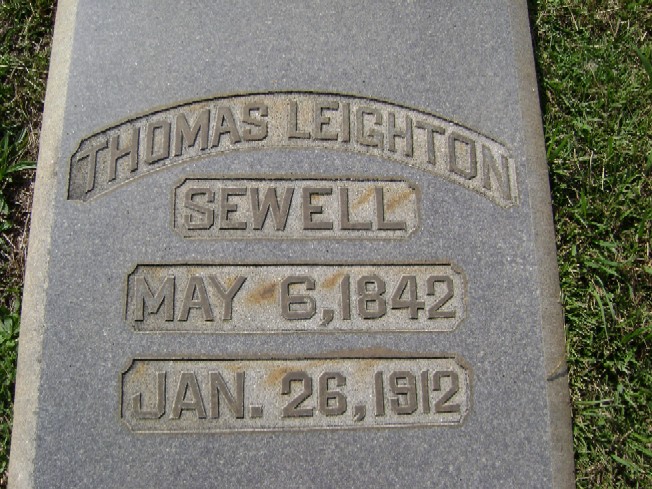 THOMAS LEIGHTON
SEWELL
MAY 6, 1842
JAN. 26, 1912